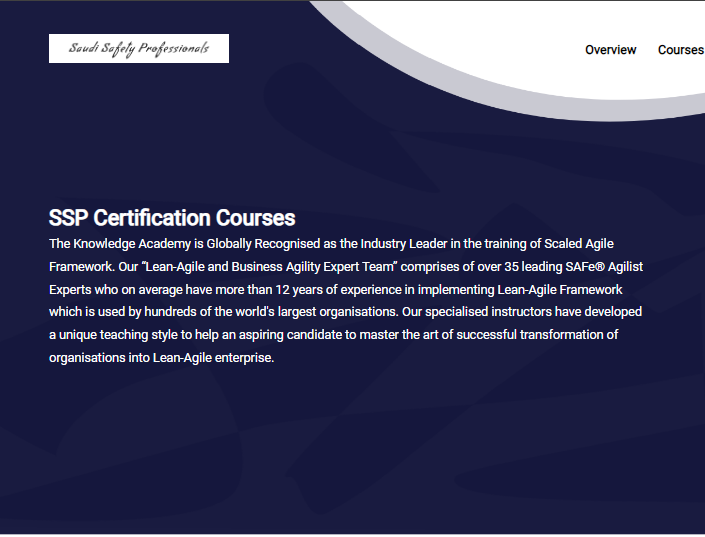 Saudi Safety Professionals
Overview Courses
SSP Certification Courses
The Knowledge Academy is Globally Recognised as the Industry Leader in the training of Scaled Agile
Framework. Our "Lean-Agile and Business Agility Expert Team" comprises of over 35 leading SAFe® Agilist
Experts who on average have more than 12 years of experience in implementing Lean-Agile Framework
which is used by hundreds of the world's largest organisations. Our specialised instructors have developed
a unique teaching style to help an aspiring candidate to master the art of successful transformation of
organisations into Lean-Agile enterprise.